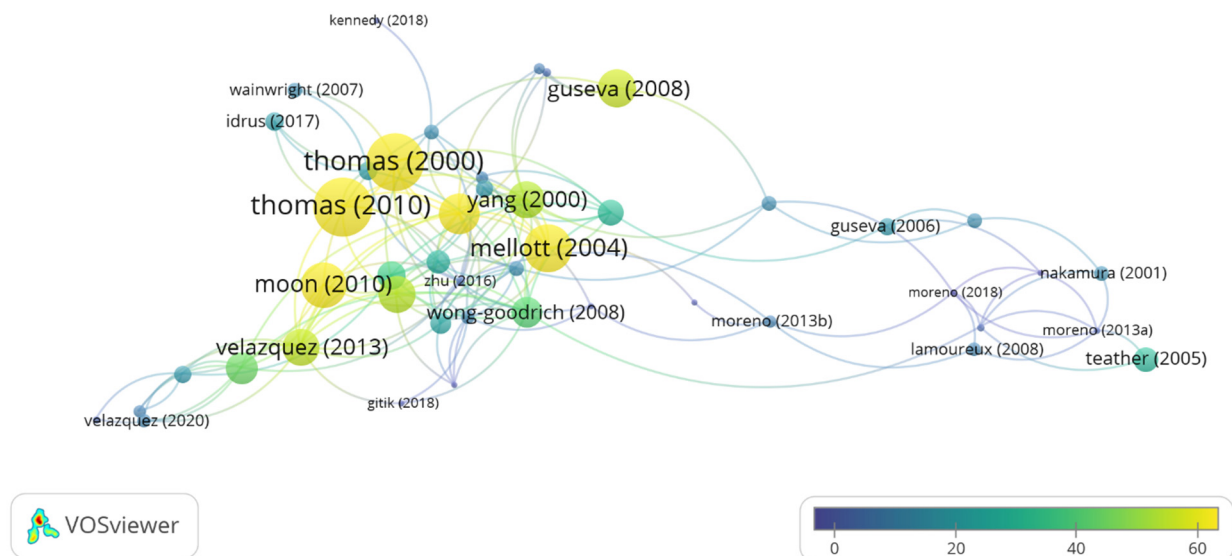 kennedy (2018)
wainwright (2007)
guseva (2008)
idrus (2017)
thomas (2000)
thomas (2010)
yang (2000)
guseva (2006)
mellott (2004)
nakamura (2001)
moon (2010)
zhu (2016)
moreno (2018)
wong-goodrich (2008)
moreno (2013b)
moreno (2013a)
velazquez (2013)
lamoureux (2008)
teather (2005)
gitik (2018)
velazquez (2020)
VOSviewer
0 20 40 60